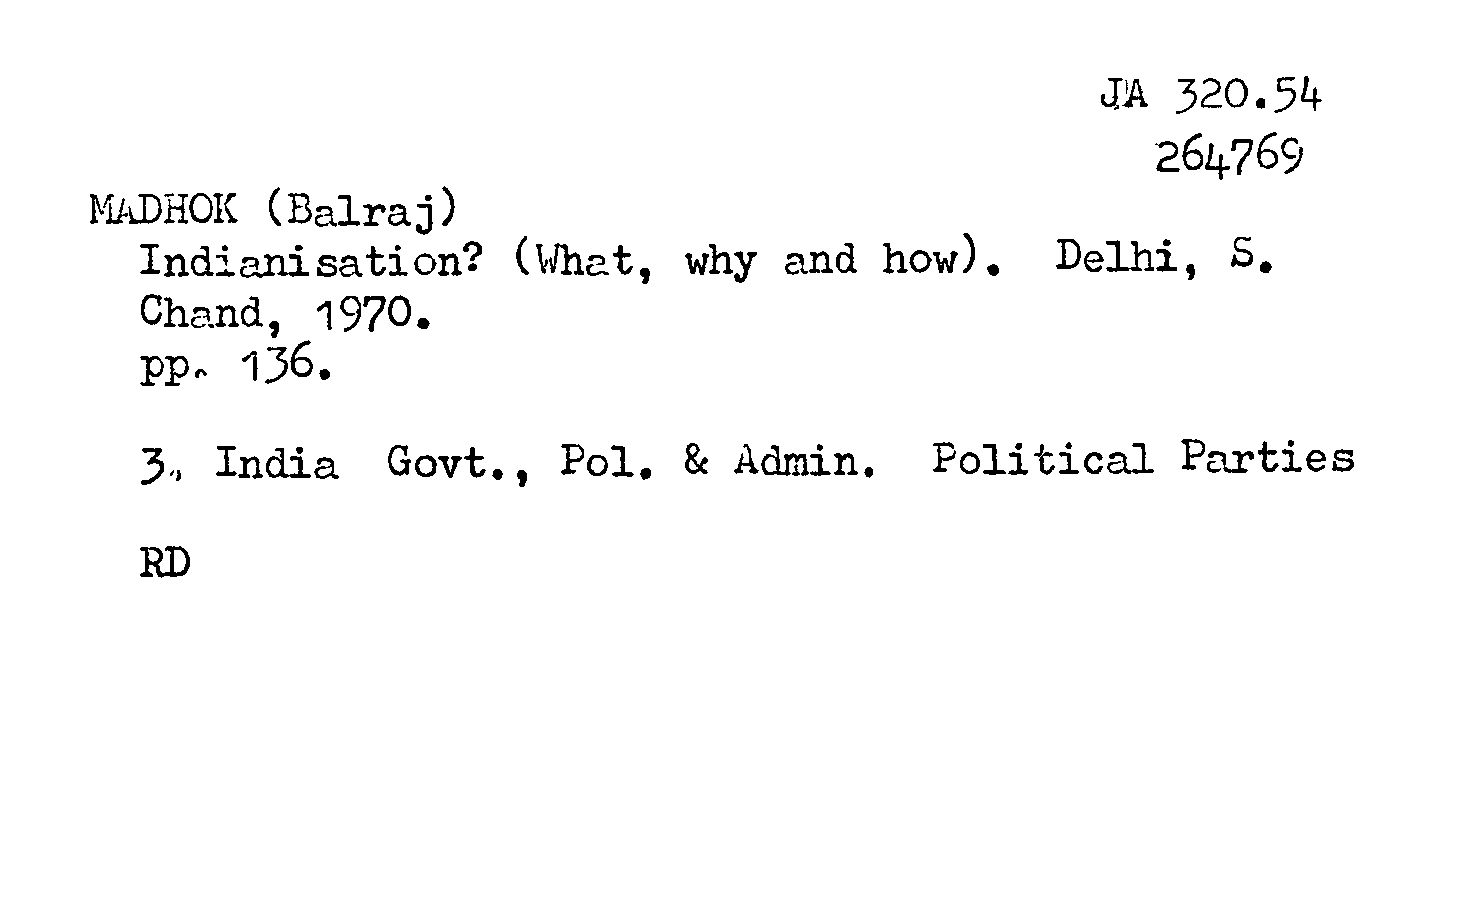 JA 320.54
264769
MADHOK (Balraj)
Indianisation? (What, why and how). Delhi, S.
Chand, 1970.
pp. 136.
3. India Govt., Pol. & Admin. Political Parties
RD